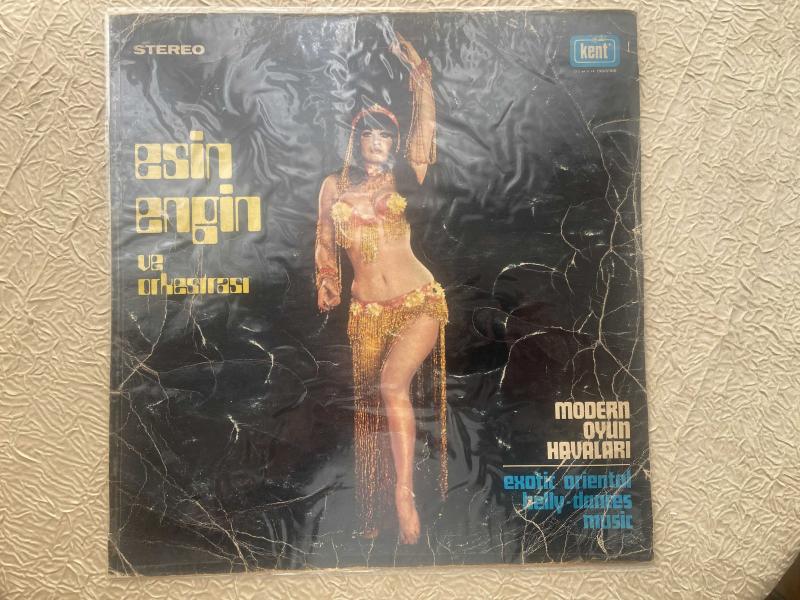 STEREO
kent
esin
engin
ve
orkestrası
MODERN
OYUN
HAVALARI
exotic oriental
belly-dances
music